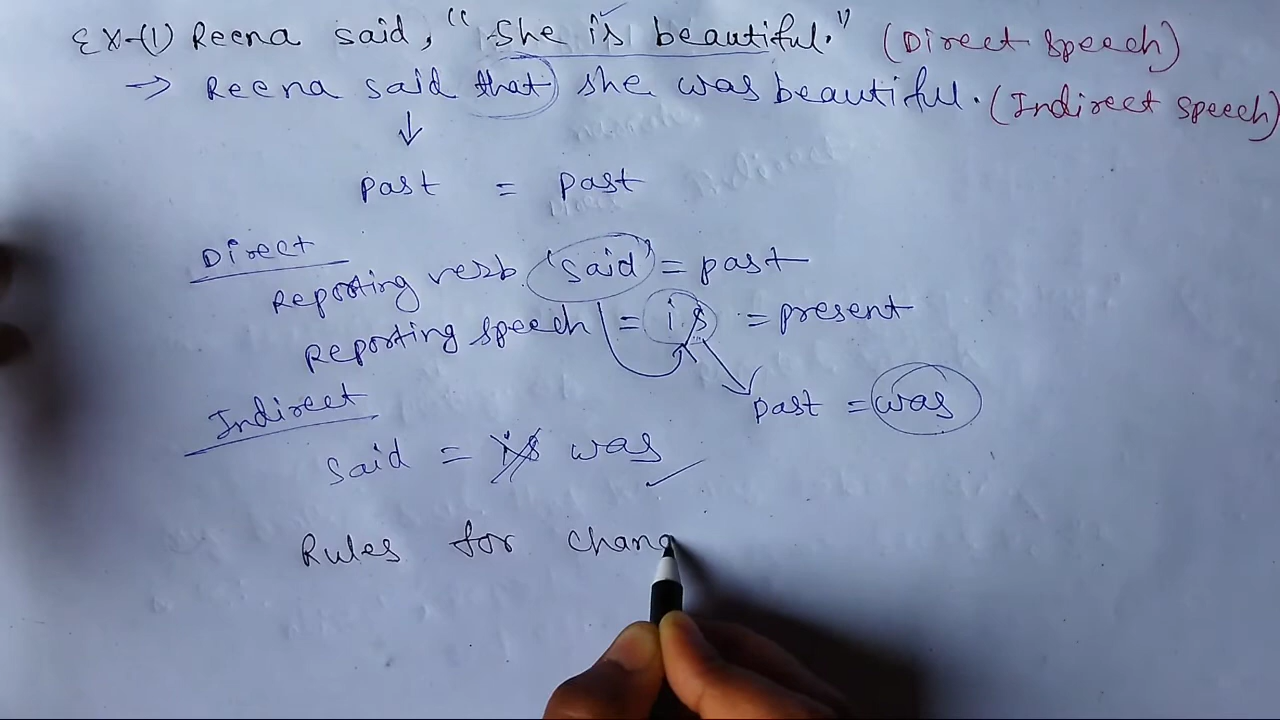 Ex-(1) Reena said, "She is beautiful." (Direct speech)
→ Reena said that she was beautiful. (Indirect speech)
↓
past = past
Direct
Reporting verb 'said' = past
Reporting speech = is = present
past = was
Indirect
said = is was
Rules for chang